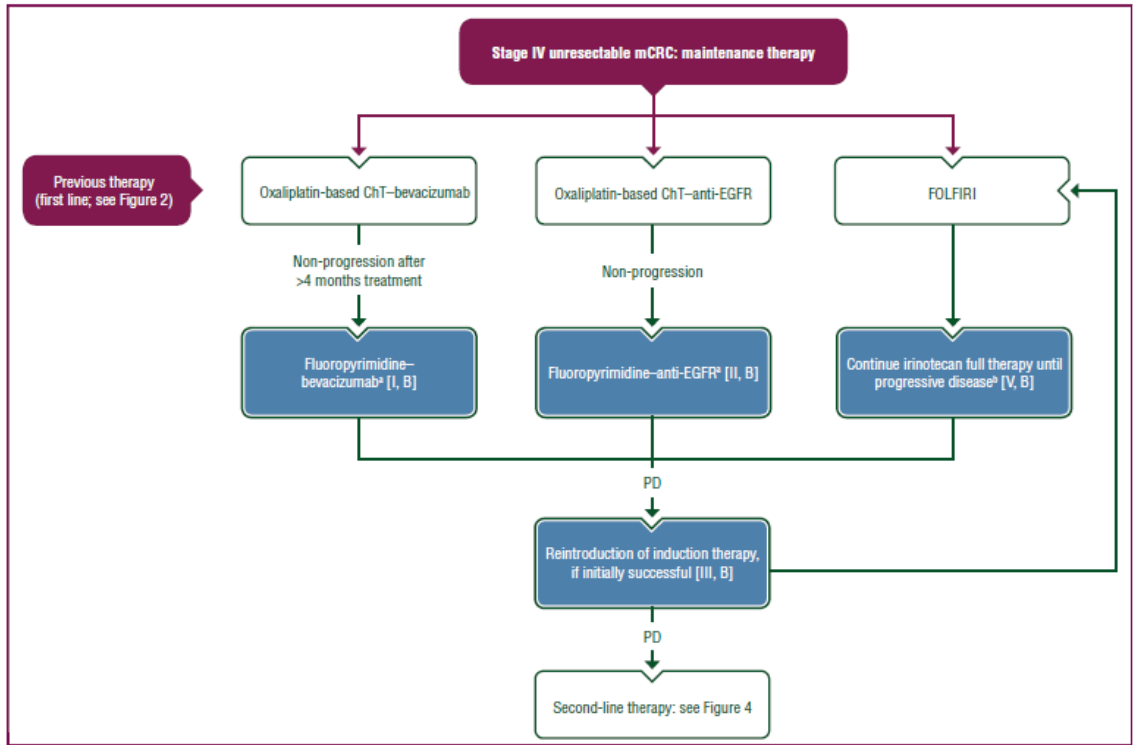 Stage IV unresectable mCRC: maintenance therapy
Previous therapy
(first line; see Figure 2)
Oxaliplatin-based ChT–bevacizumab
Oxaliplatin-based ChT–anti-EGFR
FOLFIRI
Non-progression after
>4 months treatment
Non-progression
Fluoropyrimidine–
bevacizumabᵃ [I, B]
Fluoropyrimidine–anti-EGFRᵃ [II, B]
Continue irinotecan full therapy until
progressive diseaseᵇ [V, B]
PD
Reintroduction of induction therapy,
if initially successful [III, B]
PD
Second-line therapy: see Figure 4